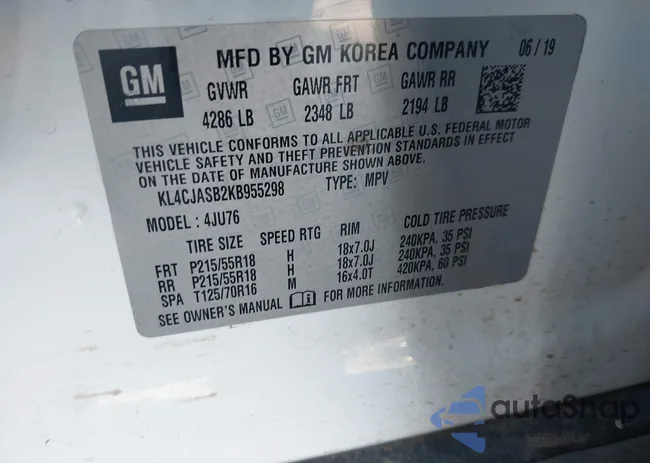 GM
MFD BY GM KOREA COMPANY 06/19
GVWR GAWR FRT GAWR RR
4286 LB 2348 LB 2194 LB
THIS VEHICLE CONFORMS TO ALL APPLICABLE U.S. FEDERAL MOTOR
VEHICLE SAFETY AND THEFT PREVENTION STANDARDS IN EFFECT
ON THE DATE OF MANUFACTURE SHOWN ABOVE.
KL4CJASB2KB955298 TYPE: MPV
MODEL : 4JU76
TIRE SIZE SPEED RTG RIM COLD TIRE PRESSURE
FRT P215/55R18 H 18x7.0J 240KPA, 35 PSI
RR P215/55R18 H 18x7.0J 240KPA, 35 PSI
SPA T125/70R16 M 16x4.0T 420KPA, 60 PSI
SEE OWNER'S MANUAL FOR MORE INFORMATION.
autoSnap